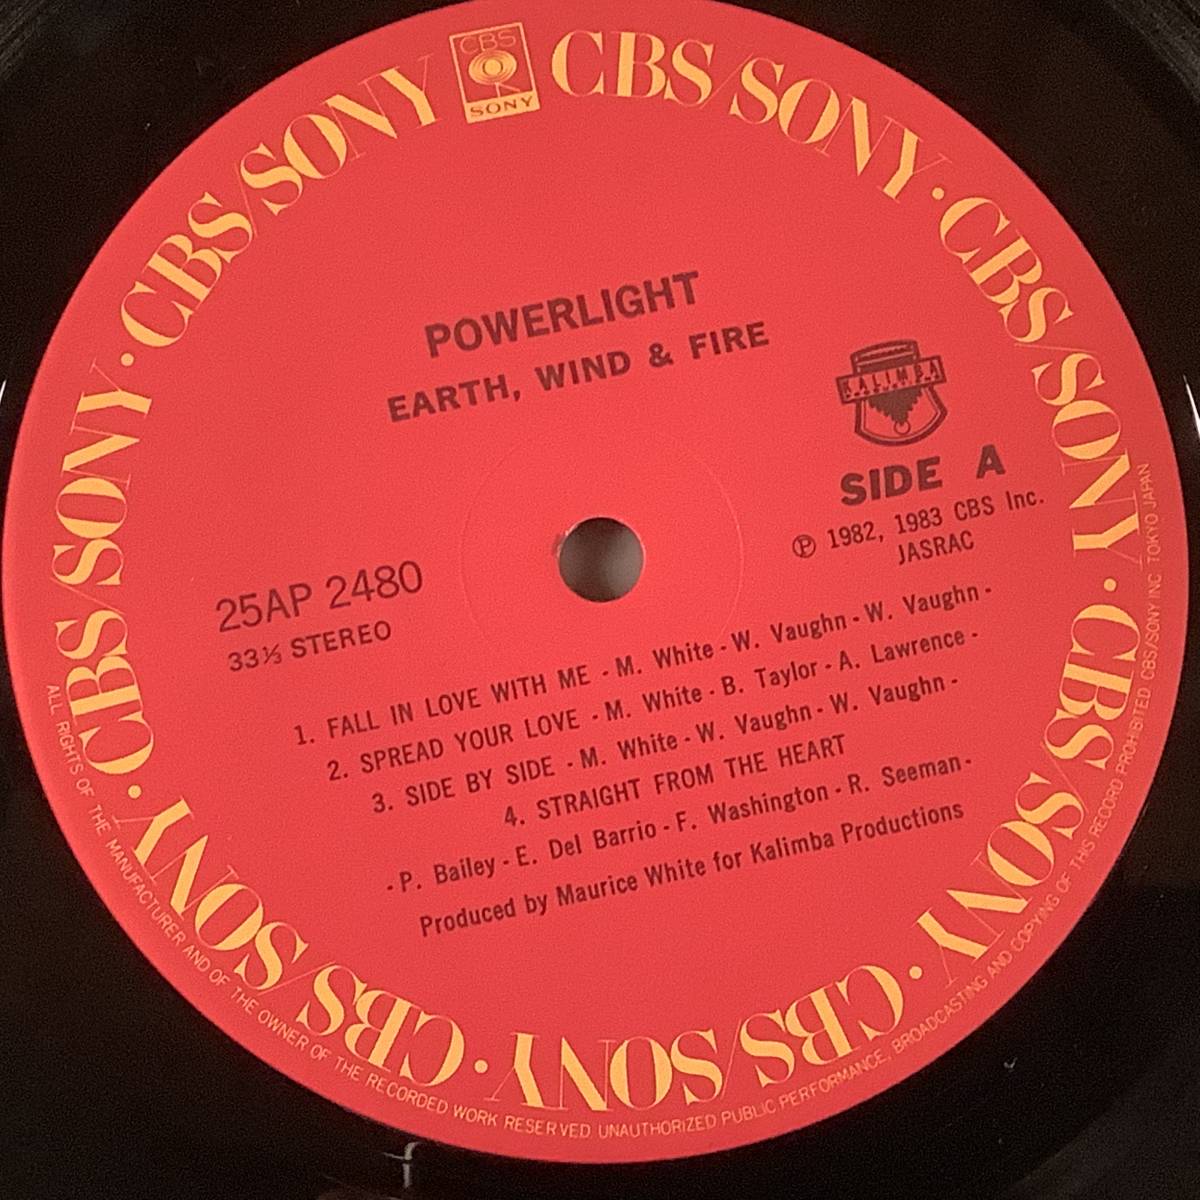 CBS
SONY
CBS/SONY · CBS/SONY · CBS/SONY · CBS/SONY · CBS/SONY · CBS/SONY · CBS/SONY
POWERLIGHT
EARTH, WIND & FIRE
KALIMBA
SIDE A
Ⓟ 1982, 1983 CBS Inc.
JASRAC
25AP 2480
33⅓ STEREO
1. FALL IN LOVE WITH ME · M. White · W. Vaughn · W. Vaughn ·
2. SPREAD YOUR LOVE · M. White · B. Taylor · A. Lawrence ·
3. SIDE BY SIDE · M. White · W. Vaughn · W. Vaughn ·
4. STRAIGHT FROM THE HEART
· P. Bailey · E. Del Barrio · F. Washington · R. Seeman ·
Produced by Maurice White for Kalimba Productions
ALL RIGHTS OF THE MANUFACTURER AND OF THE OWNER OF THE RECORDED WORK RESERVED. UNAUTHORIZED PUBLIC PERFORMANCE, BROADCASTING AND COPYING OF THIS RECORD PROHIBITED CBS/SONY INC. TOKYO JAPAN